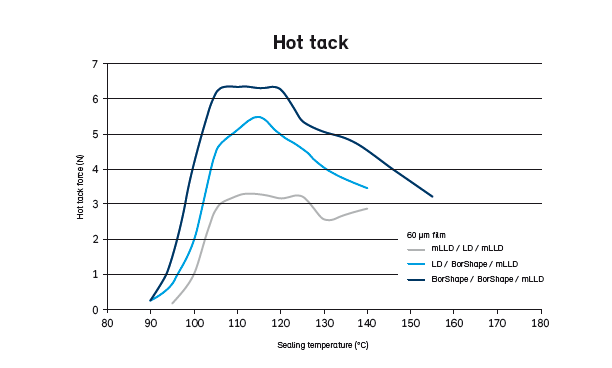 Hot tack
7
6
5
4
3
2
1
0
Hot tack force (N)
60 µm film
mLLD / LD / mLLD
LD / BorShape / mLLD
BorShape / BorShape / mLLD
80 90 100 110 120 130 140 150 160 170 180
Sealing temperature (°C)